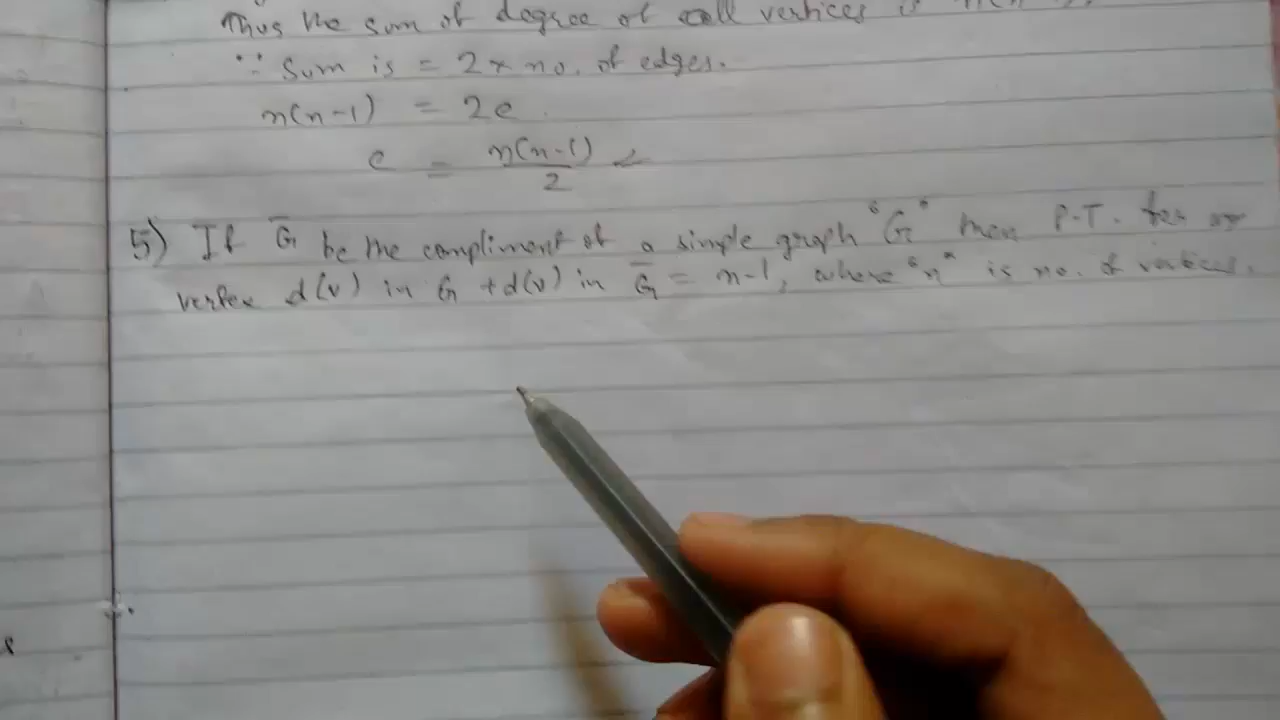 Thus the sum of degree of all vertices is
∵ Sum is = 2 x no. of edges.
n(n-1) = 2e.
e = n(n-1)/2
5) If G̅ be the compliment of a simple graph "G" then P.T. for
vertex d(v) in G + d(v) in G̅ = n-1, where "n" is no. of vertices.